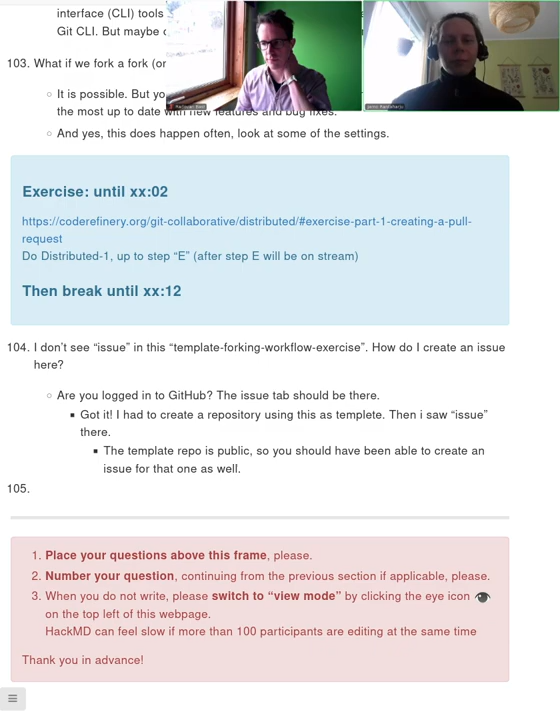 interface (CLI) tools
Git CLI. But maybe
103. What if we fork a fork (or
It is possible. But yo
the most up to date with new features and bug fixes.
And yes, this does happen often, look at some of the settings.
Exercise: until xx:02
https://coderefinery.org/git-collaborative/distributed/#exercise-part-1-creating-a-pull-
request
Do Distributed-1, up to step “E” (after step E will be on stream)
Then break until xx:12
104. I don’t see “issue” in this “template-forking-workflow-exercise”. How do I create an issue
here?
Are you logged in to GitHub? The issue tab should be there.
Got it! I had to create a repository using this as templete. Then i saw “issue”
there.
The template repo is public, so you should have been able to create an
issue for that one as well.
105.
1. Place your questions above this frame, please.
2. Number your question, continuing from the previous section if applicable, please.
3. When you do not write, please switch to “view mode” by clicking the eye icon
on the top left of this webpage.
HackMD can feel slow if more than 100 participants are editing at the same time
Thank you in advance!